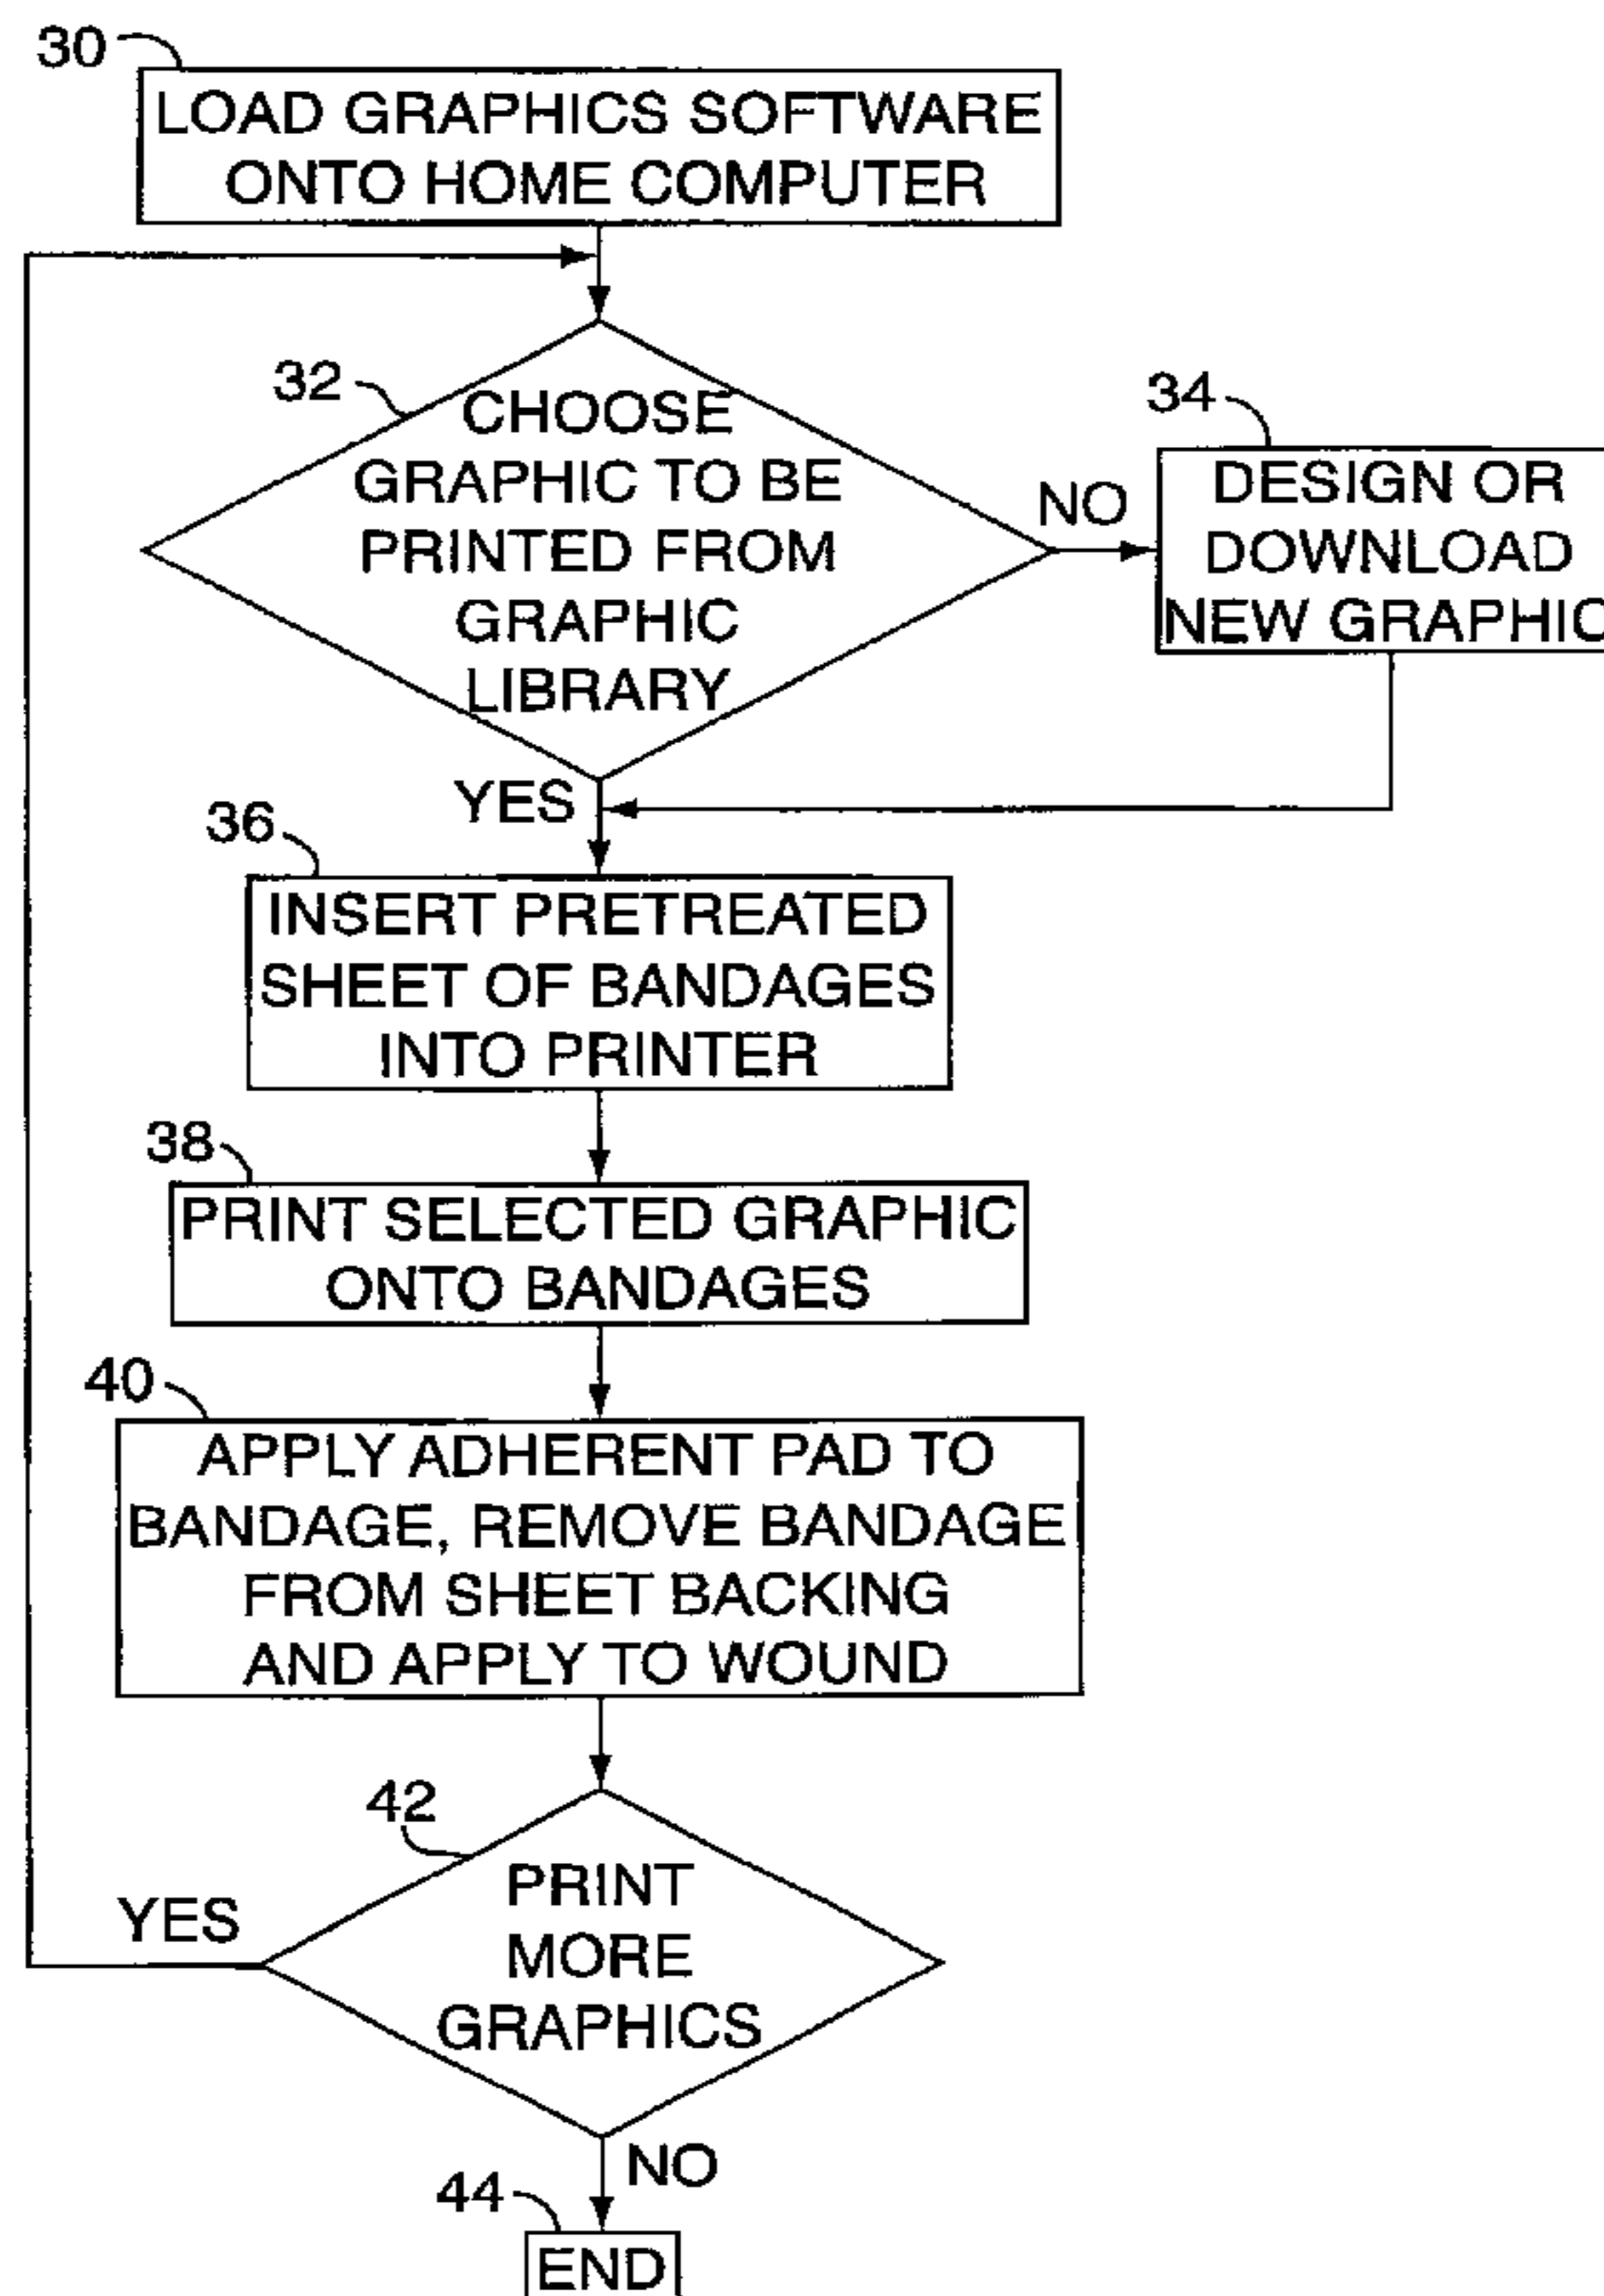 30
LOAD GRAPHICS SOFTWARE
ONTO HOME COMPUTER
32
CHOOSE
GRAPHIC TO BE
PRINTED FROM
GRAPHIC
LIBRARY
NO
34
DESIGN OR
DOWNLOAD
NEW GRAPHIC
YES
36
INSERT PRETREATED
SHEET OF BANDAGES
INTO PRINTER
38
PRINT SELECTED GRAPHIC
ONTO BANDAGES
40
APPLY ADHERENT PAD TO
BANDAGE, REMOVE BANDAGE
FROM SHEET BACKING
AND APPLY TO WOUND
42
PRINT
MORE
GRAPHICS
YES
NO
44
END